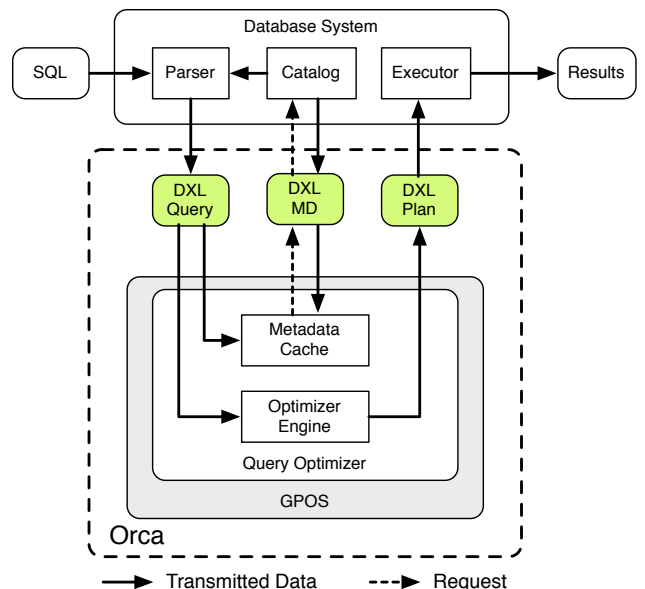 Database System
SQL
Parser
Catalog
Executor
Results
DXL
Query
DXL
MD
DXL
Plan
Metadata
Cache
Optimizer
Engine
Query Optimizer
GPOS
Orca
Transmitted Data
Request